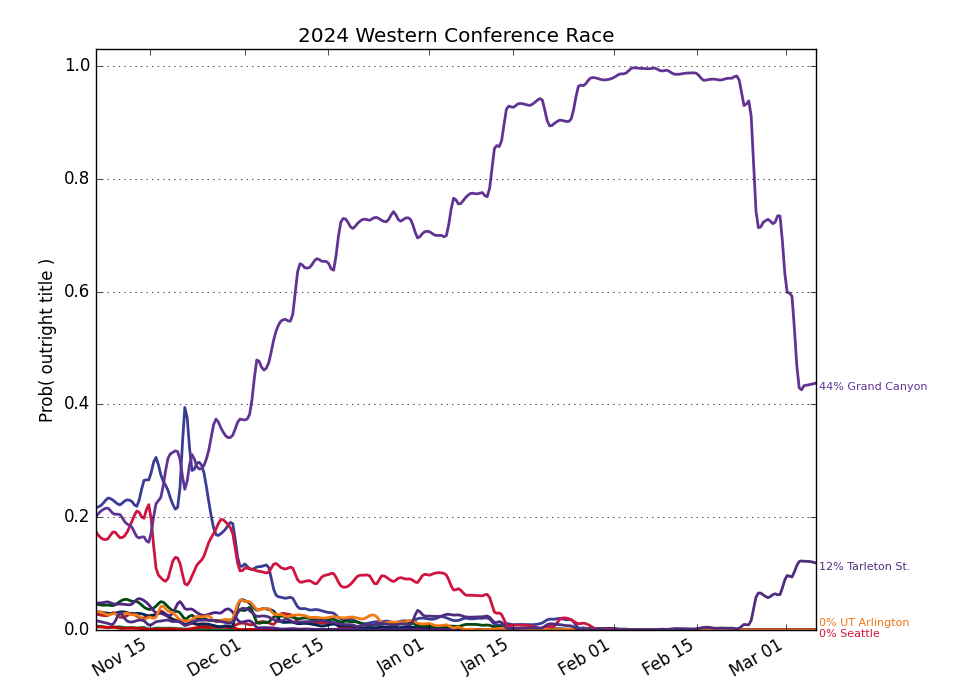 2024 Western Conference Race
1.0
0.8
0.6
0.4
0.2
0.0
Prob( outright title )
44% Grand Canyon
12% Tarleton St.
0% UT Arlington
0% Seattle
Nov 15
Dec 01
Dec 15
Jan 01
Jan 15
Feb 01
Feb 15
Mar 01